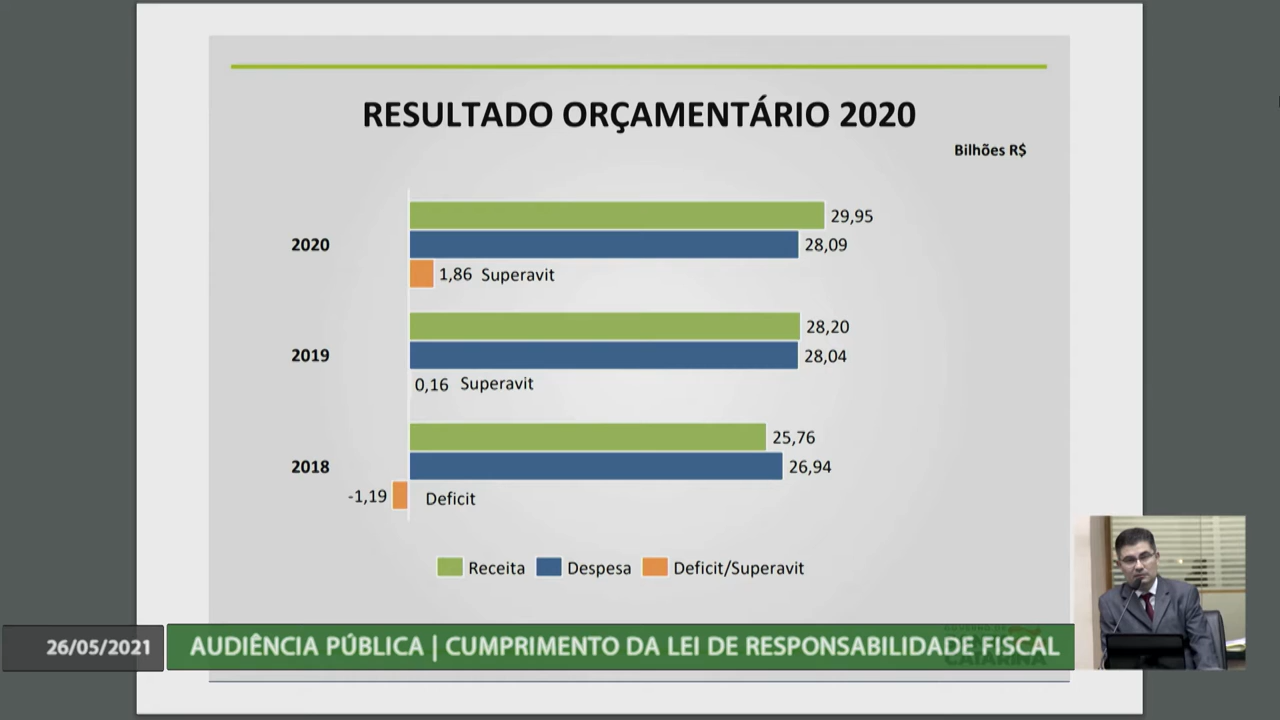 RESULTADO ORÇAMENTÁRIO 2020
Bilhões R$
2020
29,95
28,09
1,86 Superavit
2019
28,20
28,04
0,16 Superavit
2018
25,76
26,94
-1,19 Deficit
Receita Despesa Deficit/Superavit
26/05/2021 AUDIÊNCIA PÚBLICA | CUMPRIMENTO DA LEI DE RESPONSABILIDADE FISCAL
CATARINA